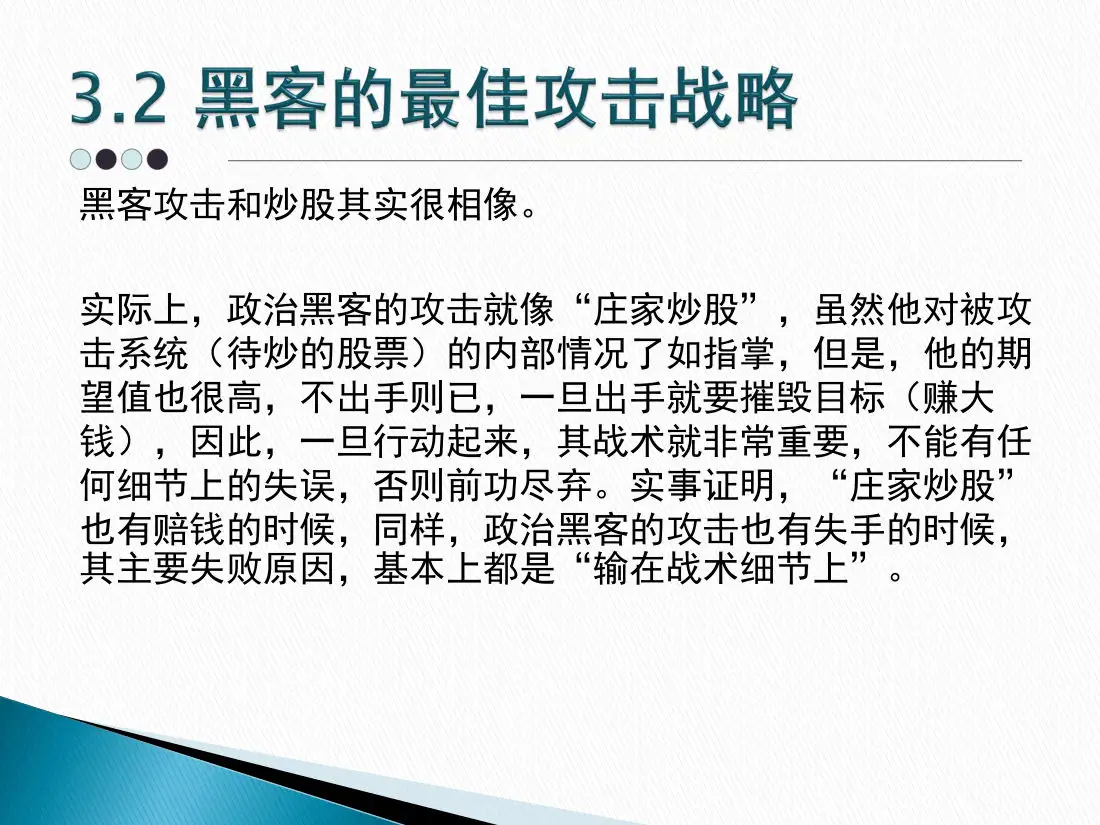 3.2 黑客的最佳攻击战略
黑客攻击和炒股其实很相像。
实际上，政治黑客的攻击就像“庄家炒股”，虽然他对被攻
击系统（待炒的股票）的内部情况了如指掌，但是，他的期
望值也很高，不出手则已，一旦出手就要摧毁目标（赚大
钱），因此，一旦行动起来，其战术就非常重要，不能有任
何细节上的失误，否则前功尽弃。实事证明，“庄家炒股”
也有赔钱的时候，同样，政治黑客的攻击也有失手的时候，
其主要失败原因，基本上都是“输在战术细节上”。